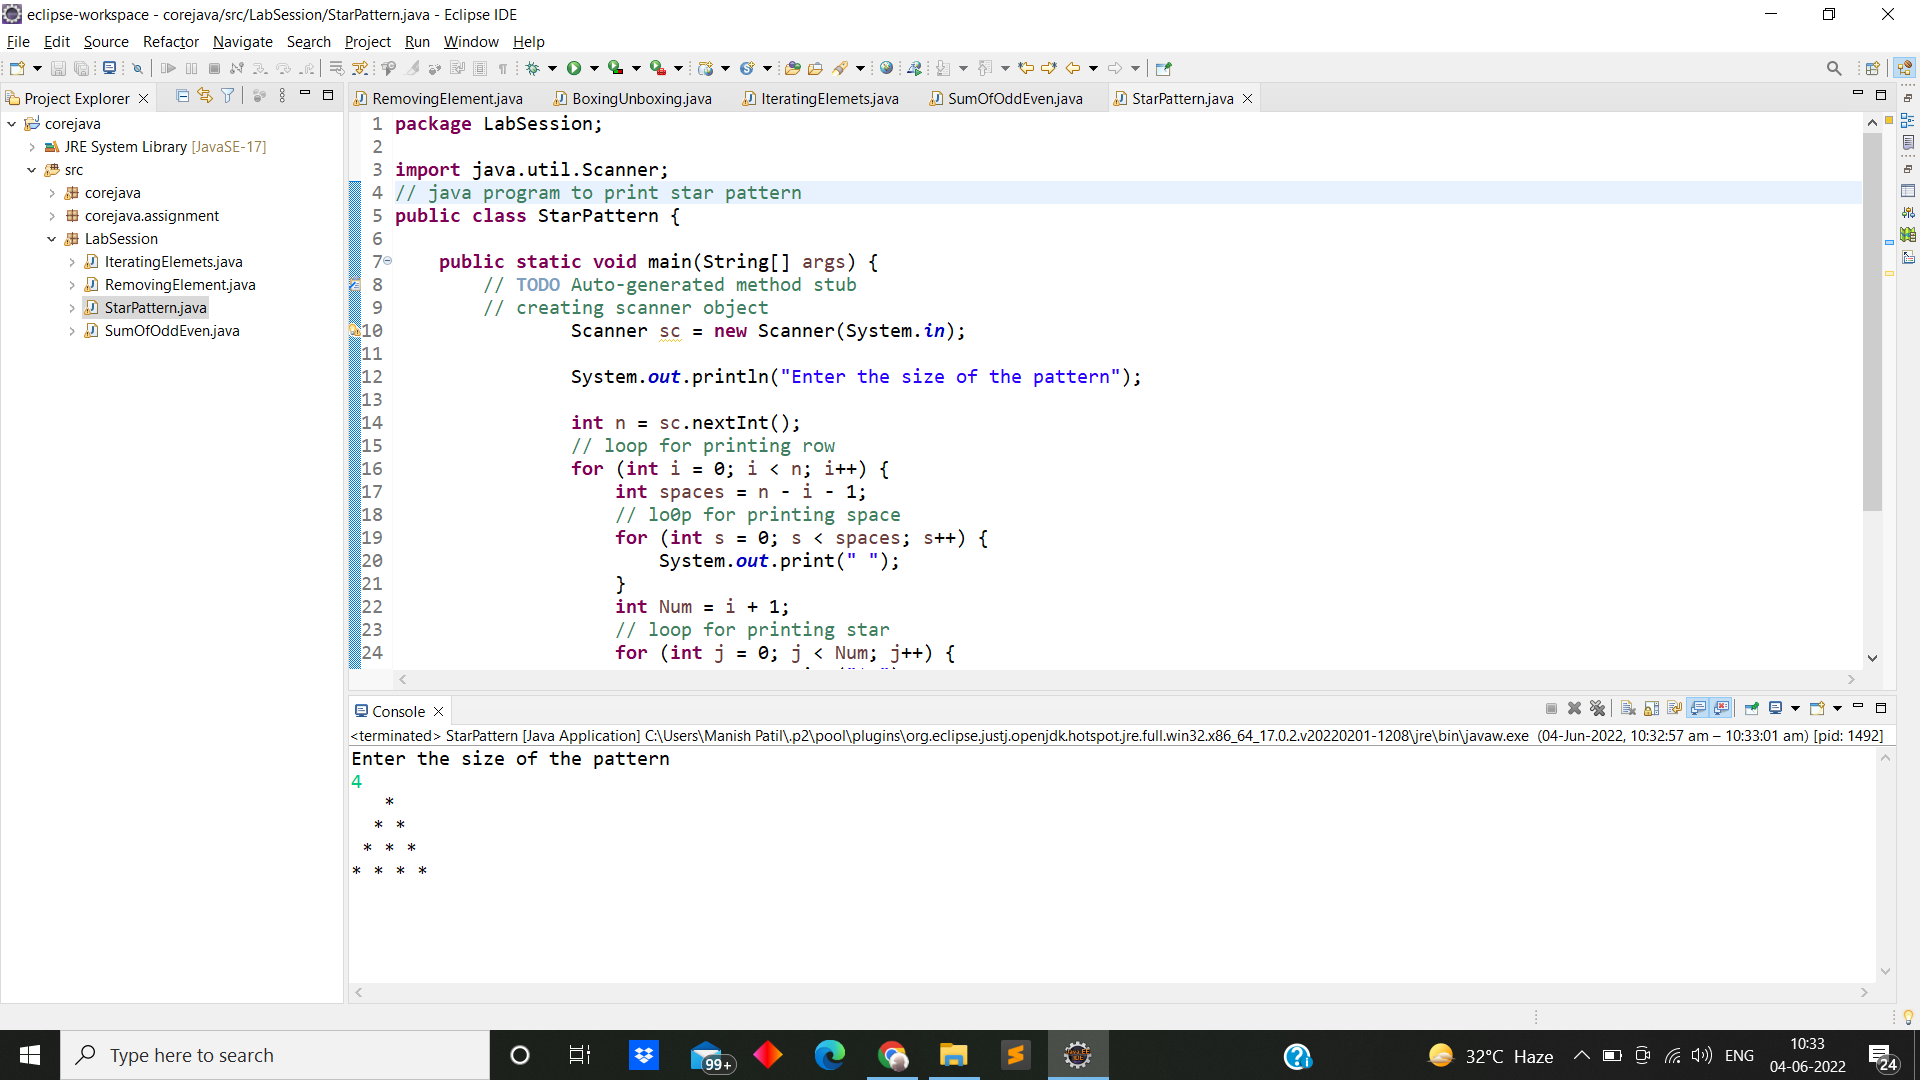 eclipse-workspace - corejava/src/LabSession/StarPattern.java - Eclipse IDE
File Edit Source Refactor Navigate Search Project Run Window Help
Project Explorer
corejava
JRE System Library [JavaSE-17]
src
corejava
corejava.assignment
LabSession
IteratingElemets.java
RemovingElement.java
StarPattern.java
SumOfOddEven.java
RemovingElement.java BoxingUnboxing.java IteratingElemets.java SumOfOddEven.java StarPattern.java
1 package LabSession;
2
3 import java.util.Scanner;
4 // java program to print star pattern
5 public class StarPattern {
6
7 public static void main(String[] args) {
8 // TODO Auto-generated method stub
9 // creating scanner object
10 Scanner sc = new Scanner(System.in);
11
12 System.out.println("Enter the size of the pattern");
13
14 int n = sc.nextInt();
15 // loop for printing row
16 for (int i = 0; i < n; i++) {
17 int spaces = n - i - 1;
18 // lo0p for printing space
19 for (int s = 0; s < spaces; s++) {
20 System.out.print(" ");
21 }
22 int Num = i + 1;
23 // loop for printing star
24 for (int j = 0; j < Num; j++) {
Console
<terminated> StarPattern [Java Application] C:\Users\Manish Patil\.p2\pool\plugins\org.eclipse.justj.openjdk.hotspot.jre.full.win32.x86_64_17.0.2.v20220201-1208\jre\bin\javaw.exe (04-Jun-2022, 10:32:57 am – 10:33:01 am) [pid: 1492]
Enter the size of the pattern
4
*
* *
* * *
* * * *
Type here to search
99+
32°C Haze
ENG
10:33
04-06-2022
24